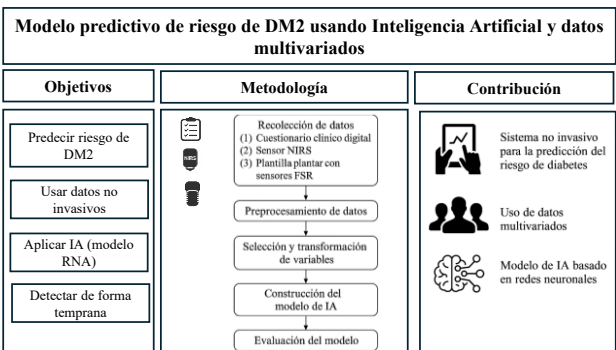 Modelo predictivo de riesgo de DM2 usando Inteligencia Artificial y datos
multivariados
Objetivos
Predecir riesgo de
DM2
Usar datos no
invasivos
Aplicar IA (modelo
RNA)
Detectar de forma
temprana
Metodología
NIRS
Recolección de datos
(1) Cuestionario clínico digital
(2) Sensor NIRS
(3) Plantilla plantar con
sensores FSR
Preprocesamiento de datos
Selección y transformación
de variables
Construcción del
modelo de IA
Evaluación del modelo
Contribución
Sistema no invasivo
para la predicción del
riesgo de diabetes
Uso de datos
multivariados
Modelo de IA basado
en redes neuronales